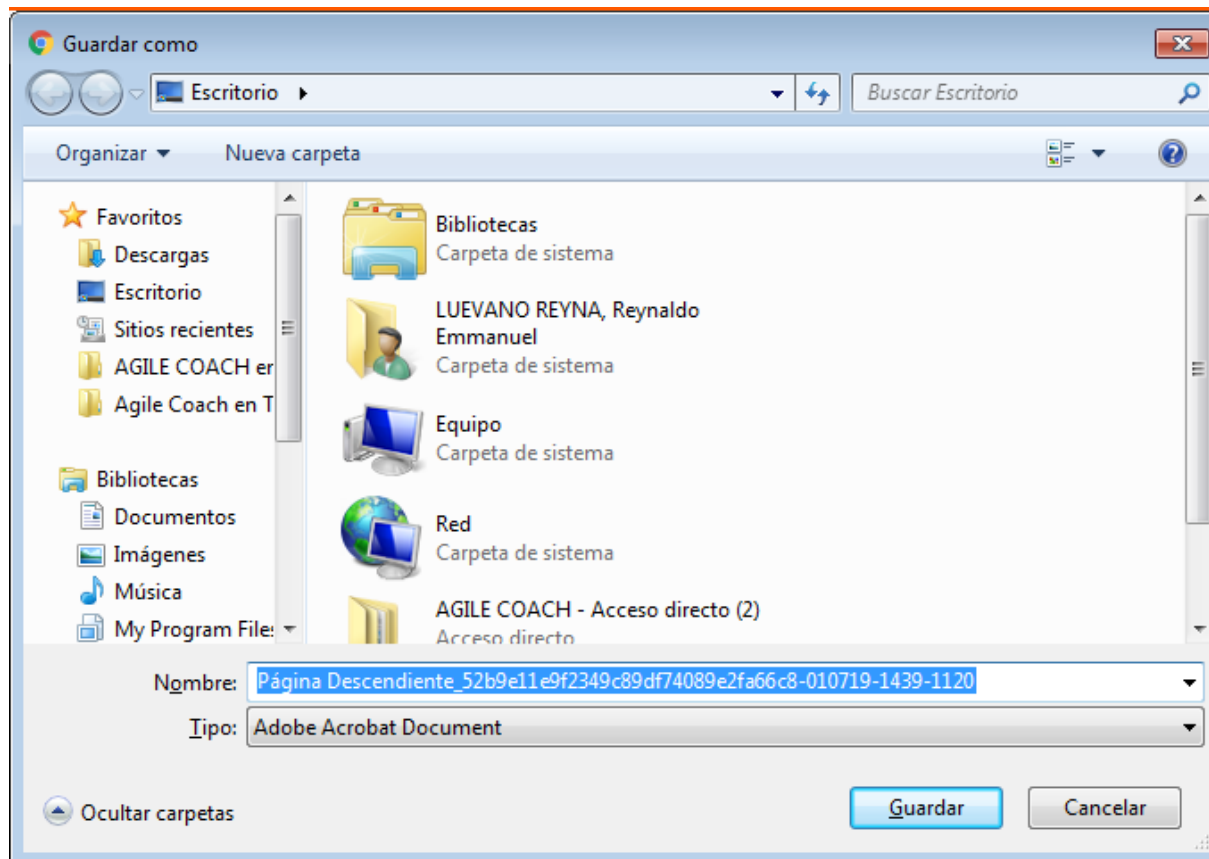 Guardar como
Escritorio
Buscar Escritorio
Organizar
Nueva carpeta
Favoritos
Descargas
Escritorio
Sitios recientes
AGILE COACH er
Agile Coach en T
Bibliotecas
Documentos
Imágenes
Música
My Program File
Bibliotecas
Carpeta de sistema
LUEVANO REYNA, Reynaldo
Emmanuel
Carpeta de sistema
Equipo
Carpeta de sistema
Red
Carpeta de sistema
AGILE COACH - Acceso directo (2)
Acceso directo
Nombre: Página Descendiente_52b9e11e9f2349c89df74089e2fa66c8-010719-1439-1120
Tipo: Adobe Acrobat Document
Ocultar carpetas
Guardar
Cancelar